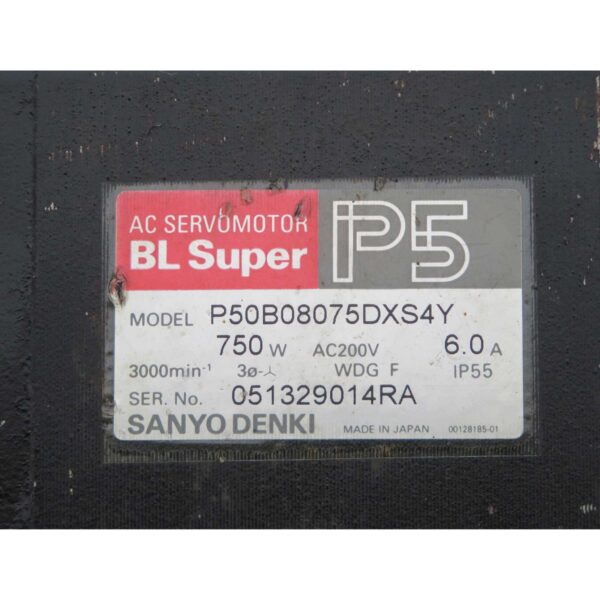 AC SERVOMOTOR
BL Super P5
MODEL P50B08075DXS4Y
750 W AC200V 6.0 A
3000min⁻¹ 3ø-⅄ WDG F IP55
SER. No. 051329014RA
SANYO DENKI MADE IN JAPAN 00128185-01